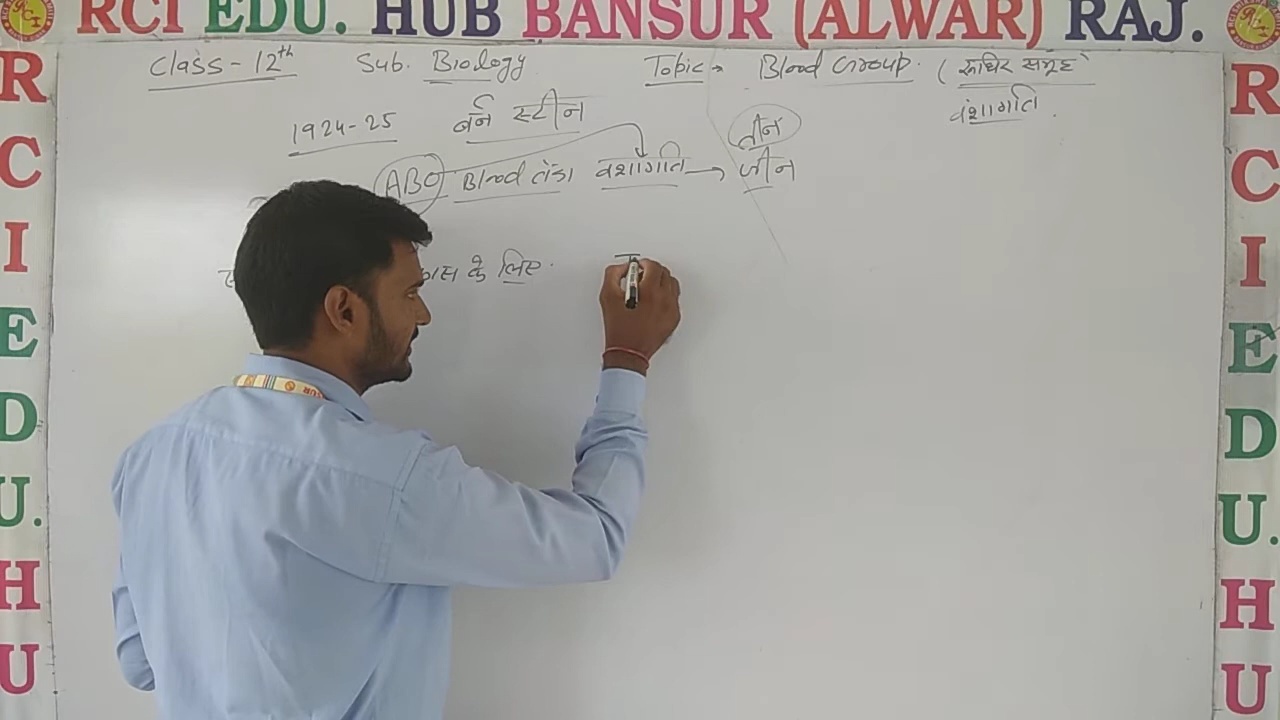 RCI EDU. HUB BANSUR (ALWAR) RAJ.
Class - 12th Sub. Biology Topic → Blood Group. (रुधिर समूह
वंशागति
1924-25 बर्न स्टीन
तीन
ABO Blood वंशागति → जीन
के लिए.
R
C
I
E
D
U.
H
U
R
C
I
E
D
U.
H
U